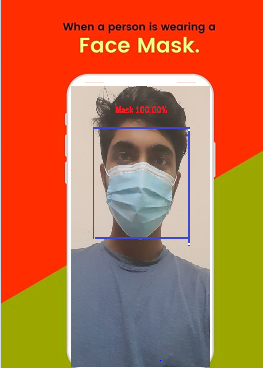 When a person is wearing a
Face Mask.
Mask 100.00%